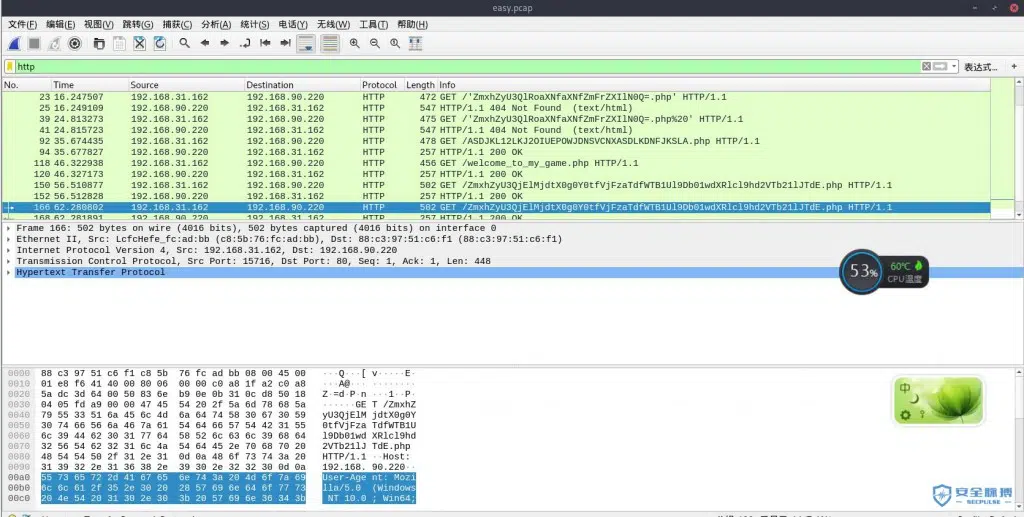 easy.pcap
文件(F) 编辑(E) 视图(V) 跳转(G) 捕获(C) 分析(A) 统计(S) 电话(Y) 无线(W) 工具(T) 帮助(H)
http 表达式… +
No. Time Source Destination Protocol Length Info
23 16.247507 192.168.31.162 192.168.90.220 HTTP 472 GET /'ZmxhZyU3QlRoaXNfaXNfZmFrZXIlN0Q=.php' HTTP/1.1
25 16.249109 192.168.31.162 192.168.90.220 HTTP 547 HTTP/1.1 404 Not Found (text/html)
39 24.813273 192.168.31.162 192.168.90.220 HTTP 475 GET /'ZmxhZyU3QlRoaXNfaXNfZmFrZXIlN0Q=.php%20' HTTP/1.1
41 24.815723 192.168.31.162 192.168.90.220 HTTP 547 HTTP/1.1 404 Not Found (text/html)
92 35.674435 192.168.31.162 192.168.90.220 HTTP 478 GET /ASDJKL12LKJ2OIUEPOWJDNSVCNXASDLKDNFJKSLA.php HTTP/1.1
94 35.677827 192.168.31.162 192.168.90.220 HTTP 257 HTTP/1.1 200 OK
118 46.322938 192.168.31.162 192.168.90.220 HTTP 456 GET /welcome_to_my_game.php HTTP/1.1
120 46.327173 192.168.31.162 192.168.90.220 HTTP 257 HTTP/1.1 200 OK
150 56.510877 192.168.31.162 192.168.90.220 HTTP 502 GET /ZmxhZyU3QjElMjdtX0g0Y0tfVjFzaTdfWTB1Ul9Db01wdXRlcl9hd2VTb21lJTdE.php HTTP/1.1
152 56.512828 192.168.31.162 192.168.90.220 HTTP 257 HTTP/1.1 200 OK
166 62.280802 192.168.31.162 192.168.90.220 HTTP 502 GET /ZmxhZyU3QjElMjdtX0g0Y0tfVjFzaTdfWTB1Ul9Db01wdXRlcl9hd2VTb21lJTdE.php HTTP/1.1
168 62.281891 192.168.31.162 192.168.90.220 HTTP 257 HTTP/1.1 200 OK
Frame 166: 502 bytes on wire (4016 bits), 502 bytes captured (4016 bits) on interface 0
Ethernet II, Src: LcfcHefe_fc:ad:bb (c8:5b:76:fc:ad:bb), Dst: 88:c3:97:51:c6:f1 (88:c3:97:51:c6:f1)
Internet Protocol Version 4, Src: 192.168.31.162, Dst: 192.168.90.220
Transmission Control Protocol, Src Port: 15716, Dst Port: 80, Seq: 1, Ack: 1, Len: 448
Hypertext Transfer Protocol
53% 60℃
CPU温度
0000 88 c3 97 51 c6 f1 c8 5b 76 fc ad bb 08 00 45 00 ···Q···[ v·····E·
0010 01 e8 f6 41 40 00 80 06 00 00 c0 a8 1f a2 c0 a8 ···A@··· ········
0020 5a dc 3d 64 00 50 83 6e b9 0e 0b 31 0c d8 50 18 Z·=d·P·n ···1··P·
0030 04 05 fd a9 00 00 47 45 54 20 2f 5a 6d 78 68 5a ······GE T /ZmxhZ
0040 79 55 33 51 6a 45 6c 4d 6a 64 74 58 30 67 30 59 yU3QjElM jdtX0g0Y
0050 30 74 66 56 6a 46 7a 61 54 64 66 57 54 42 31 55 0tfVjFza TdfWTB1U
0060 6c 39 44 62 30 31 77 64 58 52 6c 63 6c 39 68 64 l9Db01wd XRlcl9hd
0070 32 56 54 62 32 31 6c 4a 54 64 45 2e 70 68 70 20 2VTb21lJ TdE.php
0080 48 54 54 50 2f 31 2e 31 0d 0a 48 6f 73 74 3a 20 HTTP/1.1 ··Host:
0090 31 39 32 2e 31 36 38 2e 39 30 2e 32 32 30 0d 0a 192.168. 90.220··
00a0 55 73 65 72 2d 41 67 65 6e 74 3a 20 4d 6f 7a 69 User-Age nt: Mozi
00b0 6c 6c 61 2f 35 2e 30 20 28 57 69 6e 64 6f 77 73 lla/5.0 (Windows
00c0 20 4e 54 20 31 30 2e 30 3b 20 57 69 6e 36 34 3b NT 10.0 ; Win64;
中
安全脉搏
SECPULSE